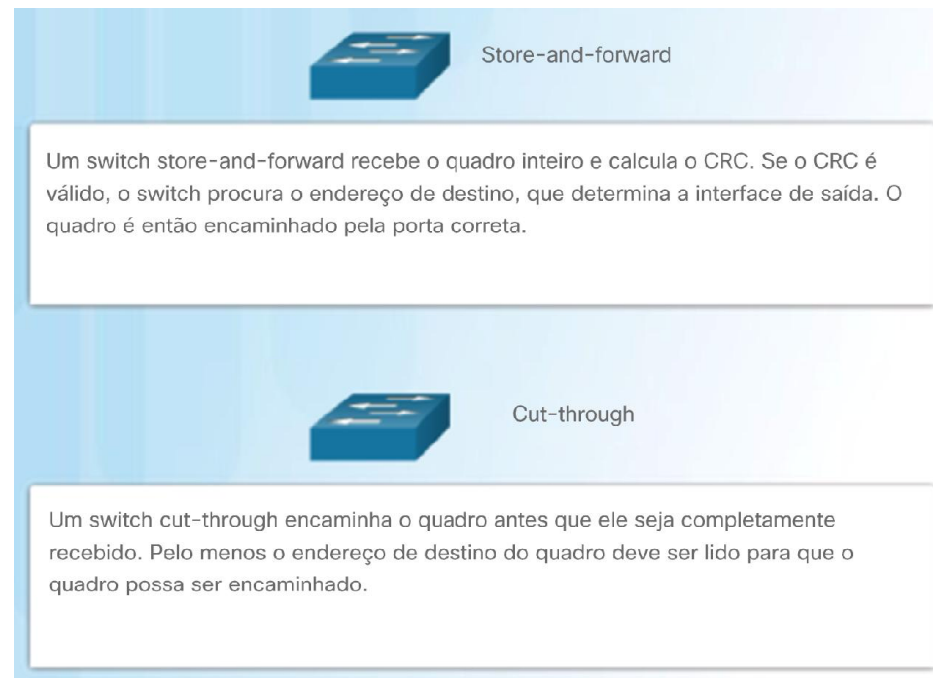 Store-and-forward
Um switch store-and-forward recebe o quadro inteiro e calcula o CRC. Se o CRC é
válido, o switch procura o endereço de destino, que determina a interface de saída. O
quadro é então encaminhado pela porta correta.
Cut-through
Um switch cut-through encaminha o quadro antes que ele seja completamente
recebido. Pelo menos o endereço de destino do quadro deve ser lido para que o
quadro possa ser encaminhado.